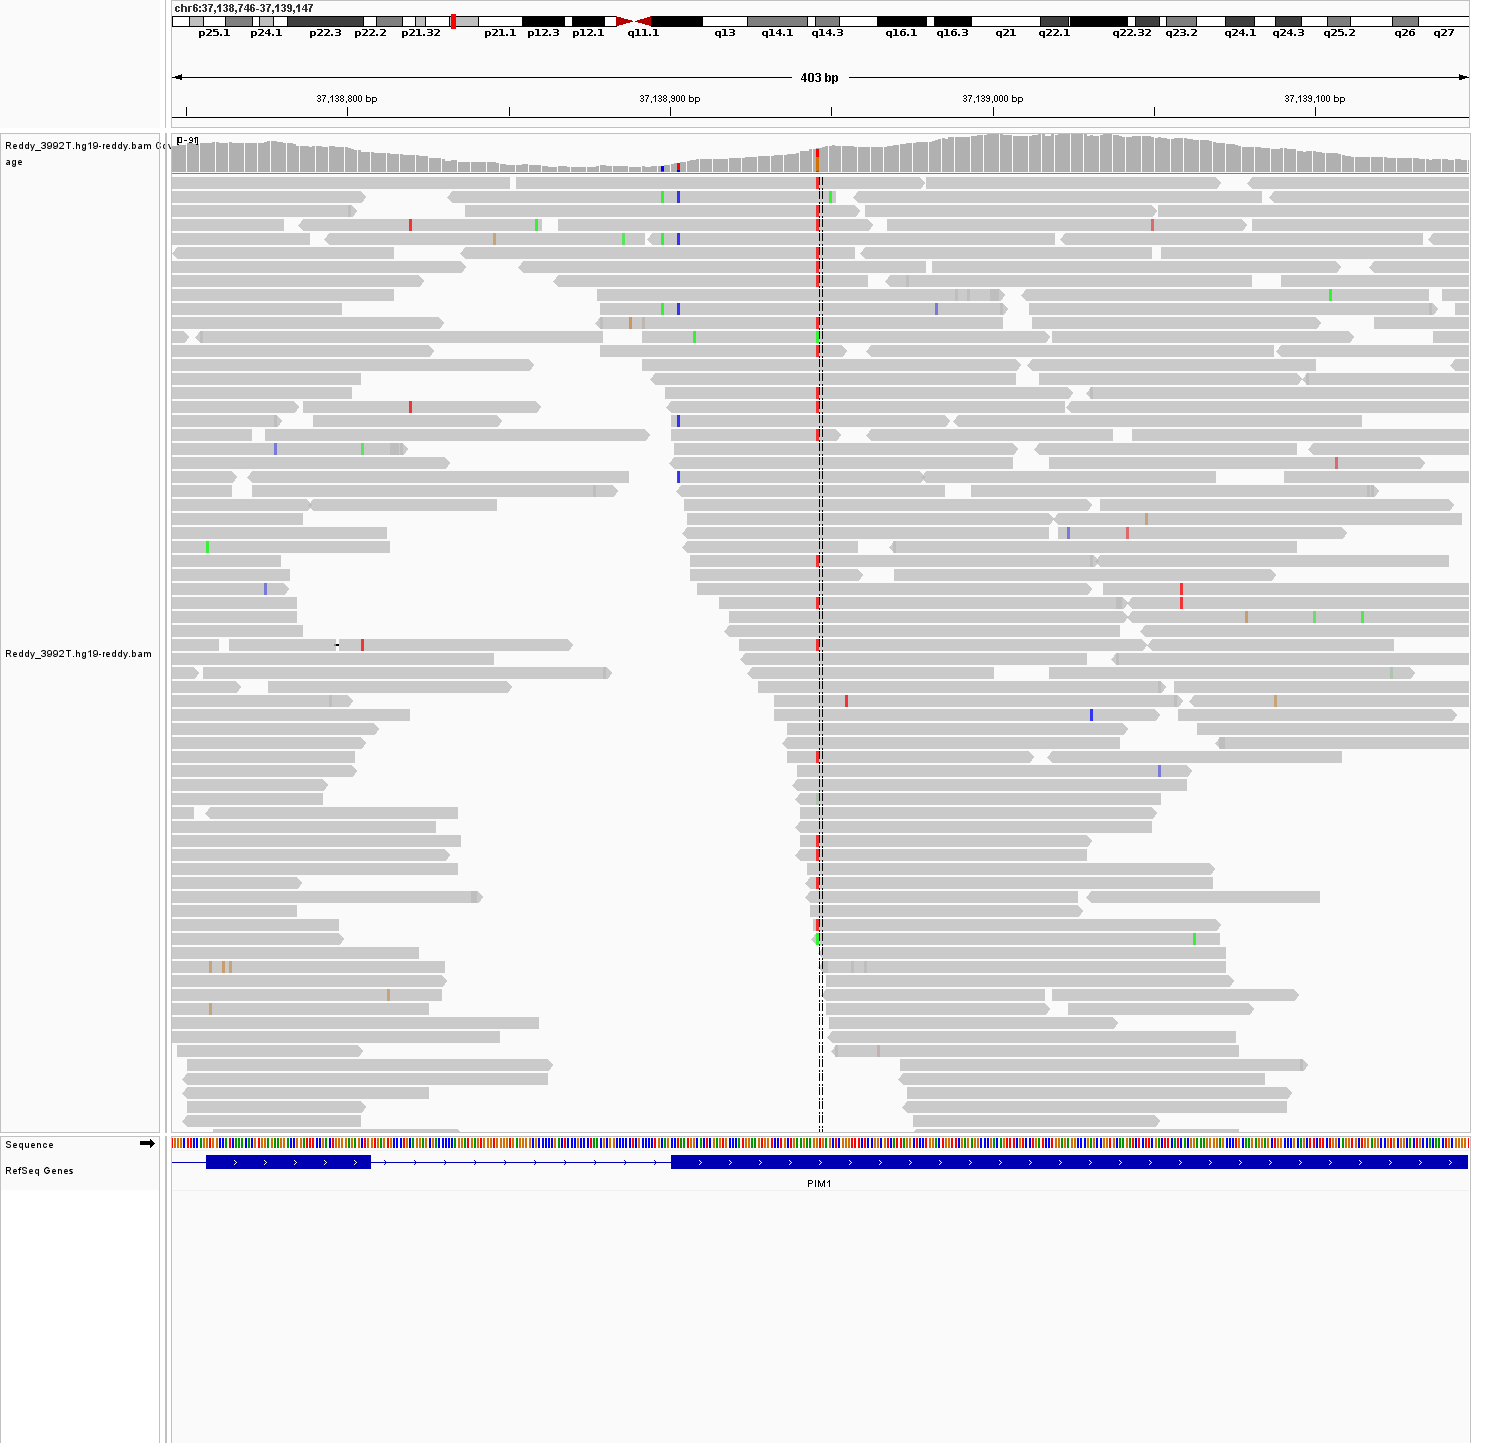 chr6:37,138,746-37,139,147
p25.1 p24.1 p22.3 p22.2 p21.32 p21.1 p12.3 p12.1 q11.1 q13 q14.1 q14.3 q16.1 q16.3 q21 q22.1 q22.32 q23.2 q24.1 q24.3 q25.2 q26 q27
403 bp
37,138,800 bp 37,138,900 bp 37,139,000 bp 37,139,100 bp
[0-91]
Reddy_3992T.hg19-reddy.bam Cov
age
Reddy_3992T.hg19-reddy.bam
Sequence
RefSeq Genes
PIM1